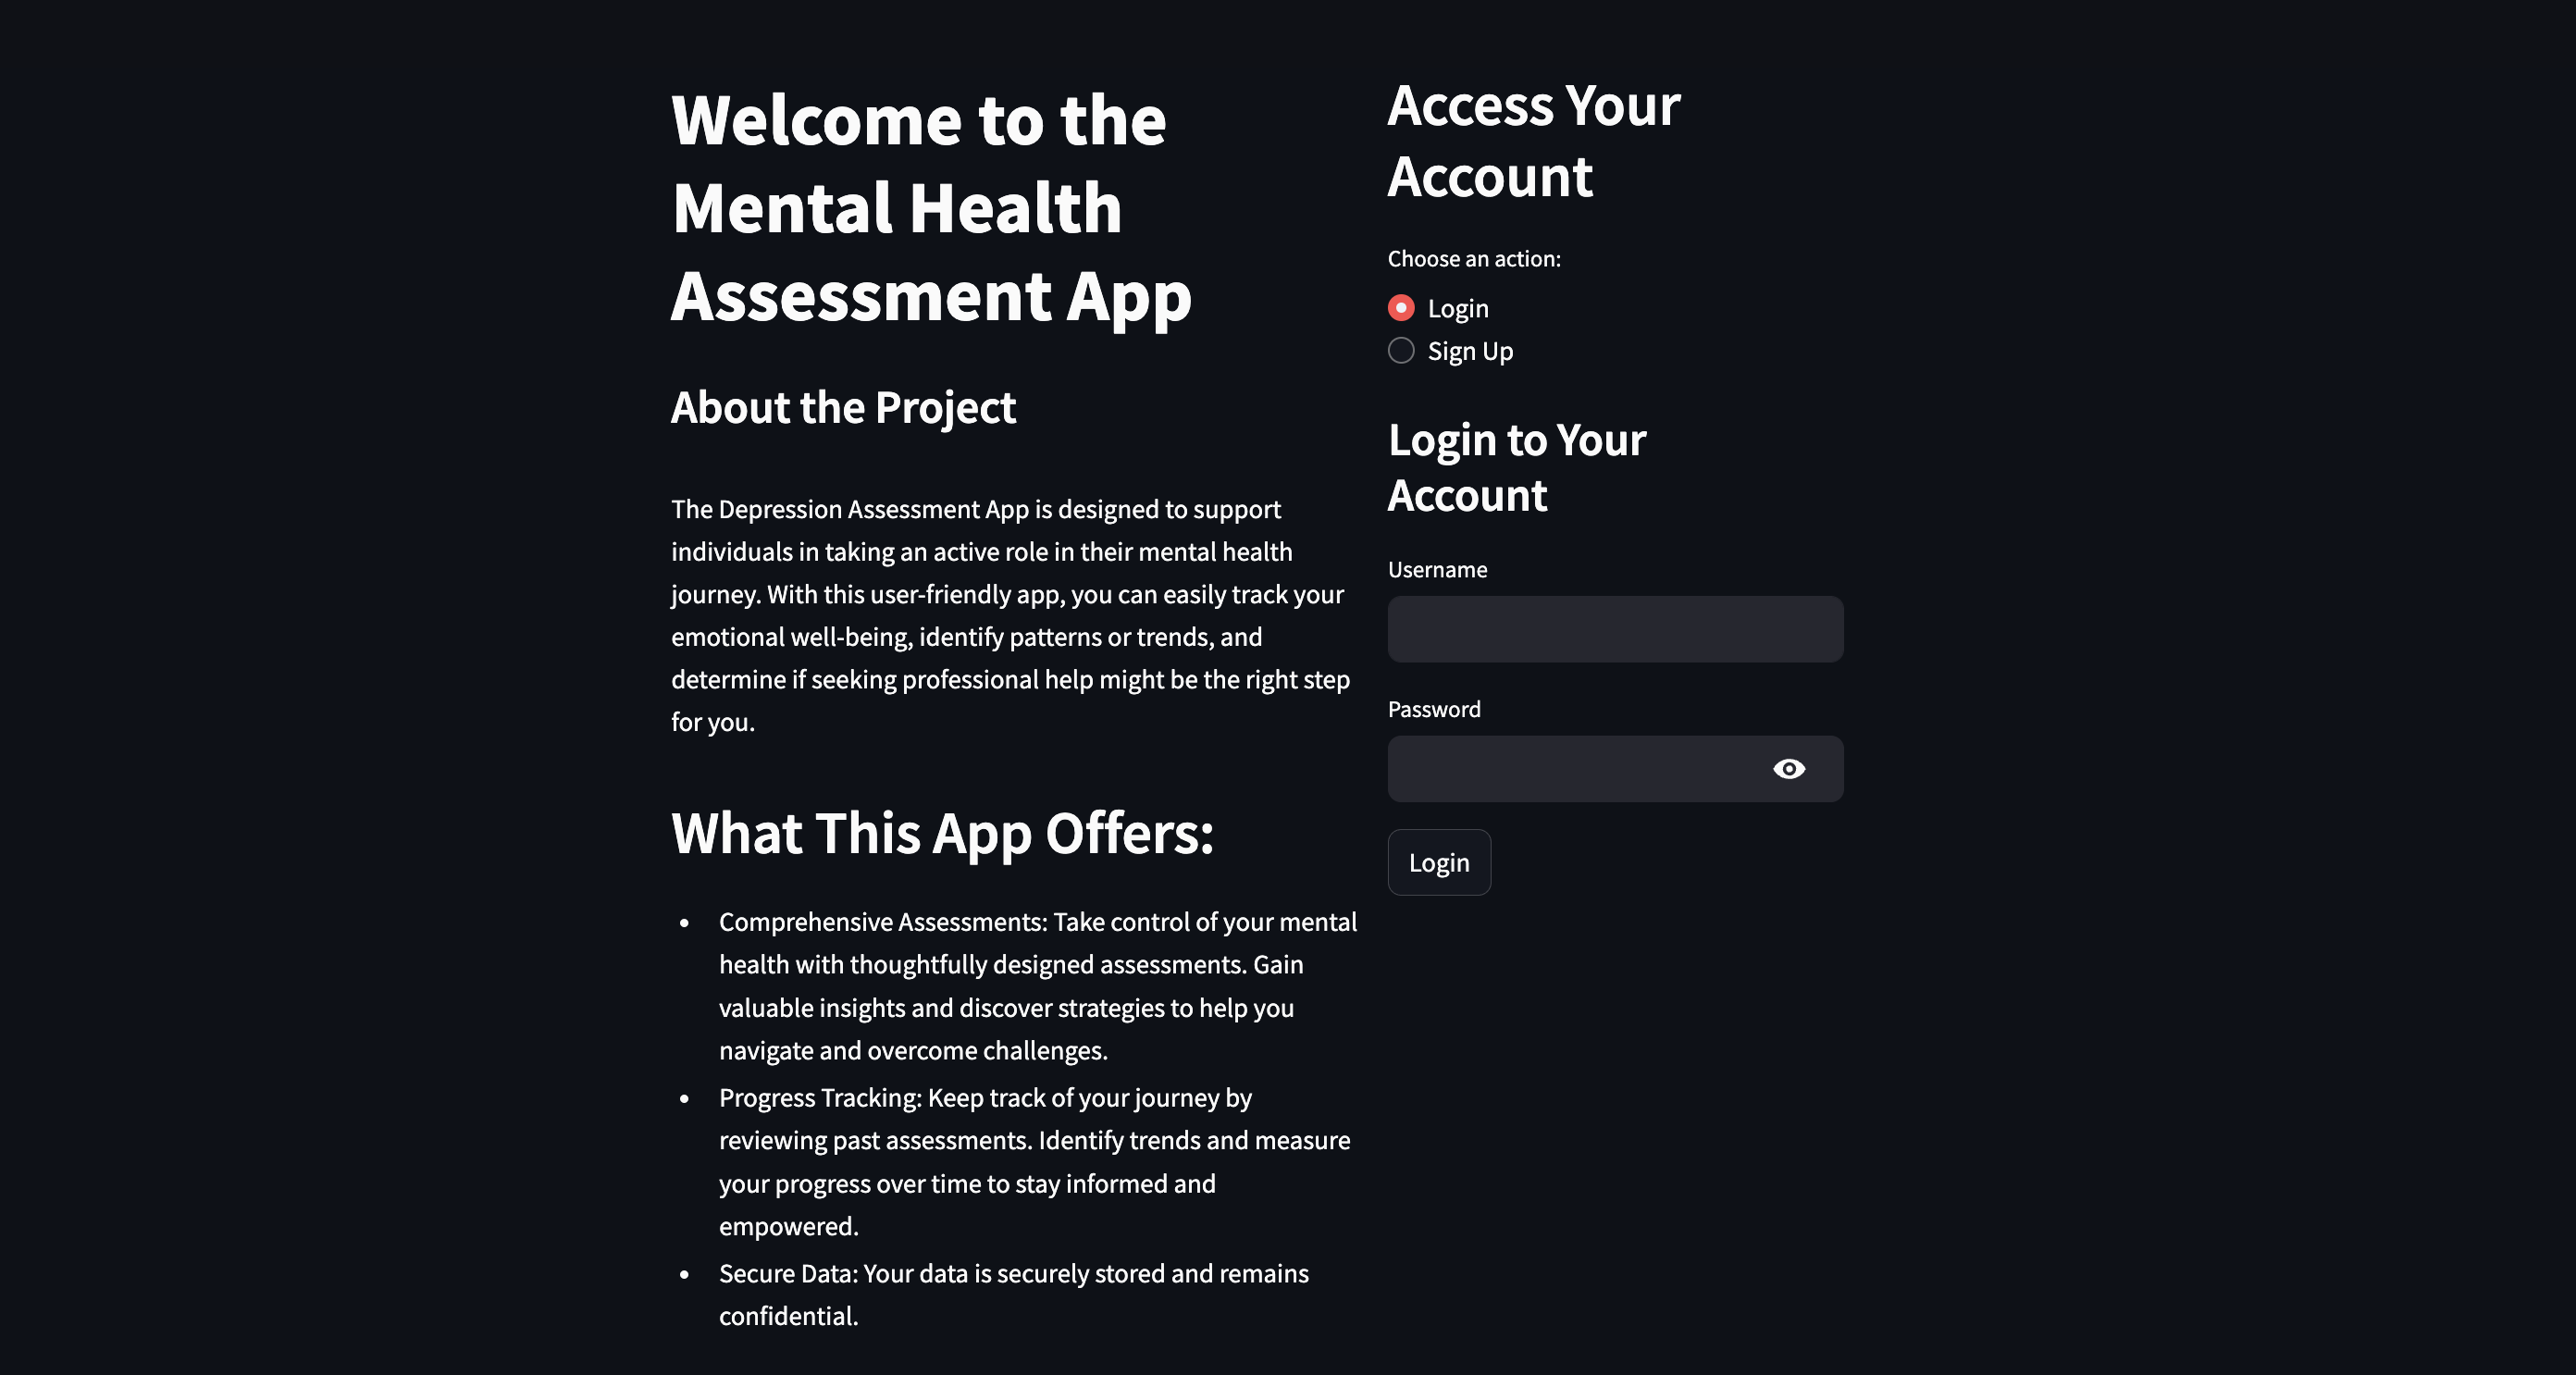 Welcome to the
Mental Health
Assessment App
About the Project
The Depression Assessment App is designed to support
individuals in taking an active role in their mental health
journey. With this user-friendly app, you can easily track your
emotional well-being, identify patterns or trends, and
determine if seeking professional help might be the right step
for you.
What This App Offers:
• Comprehensive Assessments: Take control of your mental
health with thoughtfully designed assessments. Gain
valuable insights and discover strategies to help you
navigate and overcome challenges.
• Progress Tracking: Keep track of your journey by
reviewing past assessments. Identify trends and measure
your progress over time to stay informed and
empowered.
• Secure Data: Your data is securely stored and remains
confidential.
Access Your
Account
Choose an action:
Login
Sign Up
Login to Your
Account
Username
Password
Login